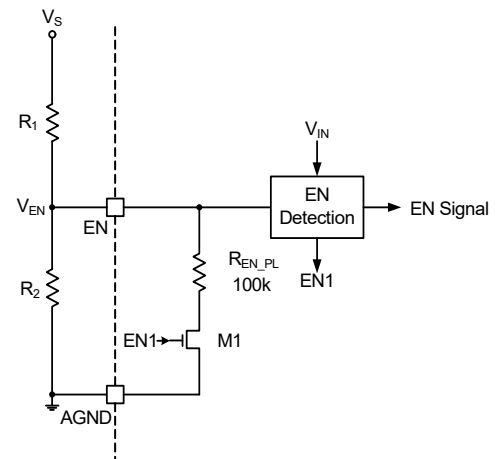 VS
R1
VIN
EN
Detection
EN Signal
VEN
EN
EN1
REN_PL
100k
R2
EN1
M1
AGND